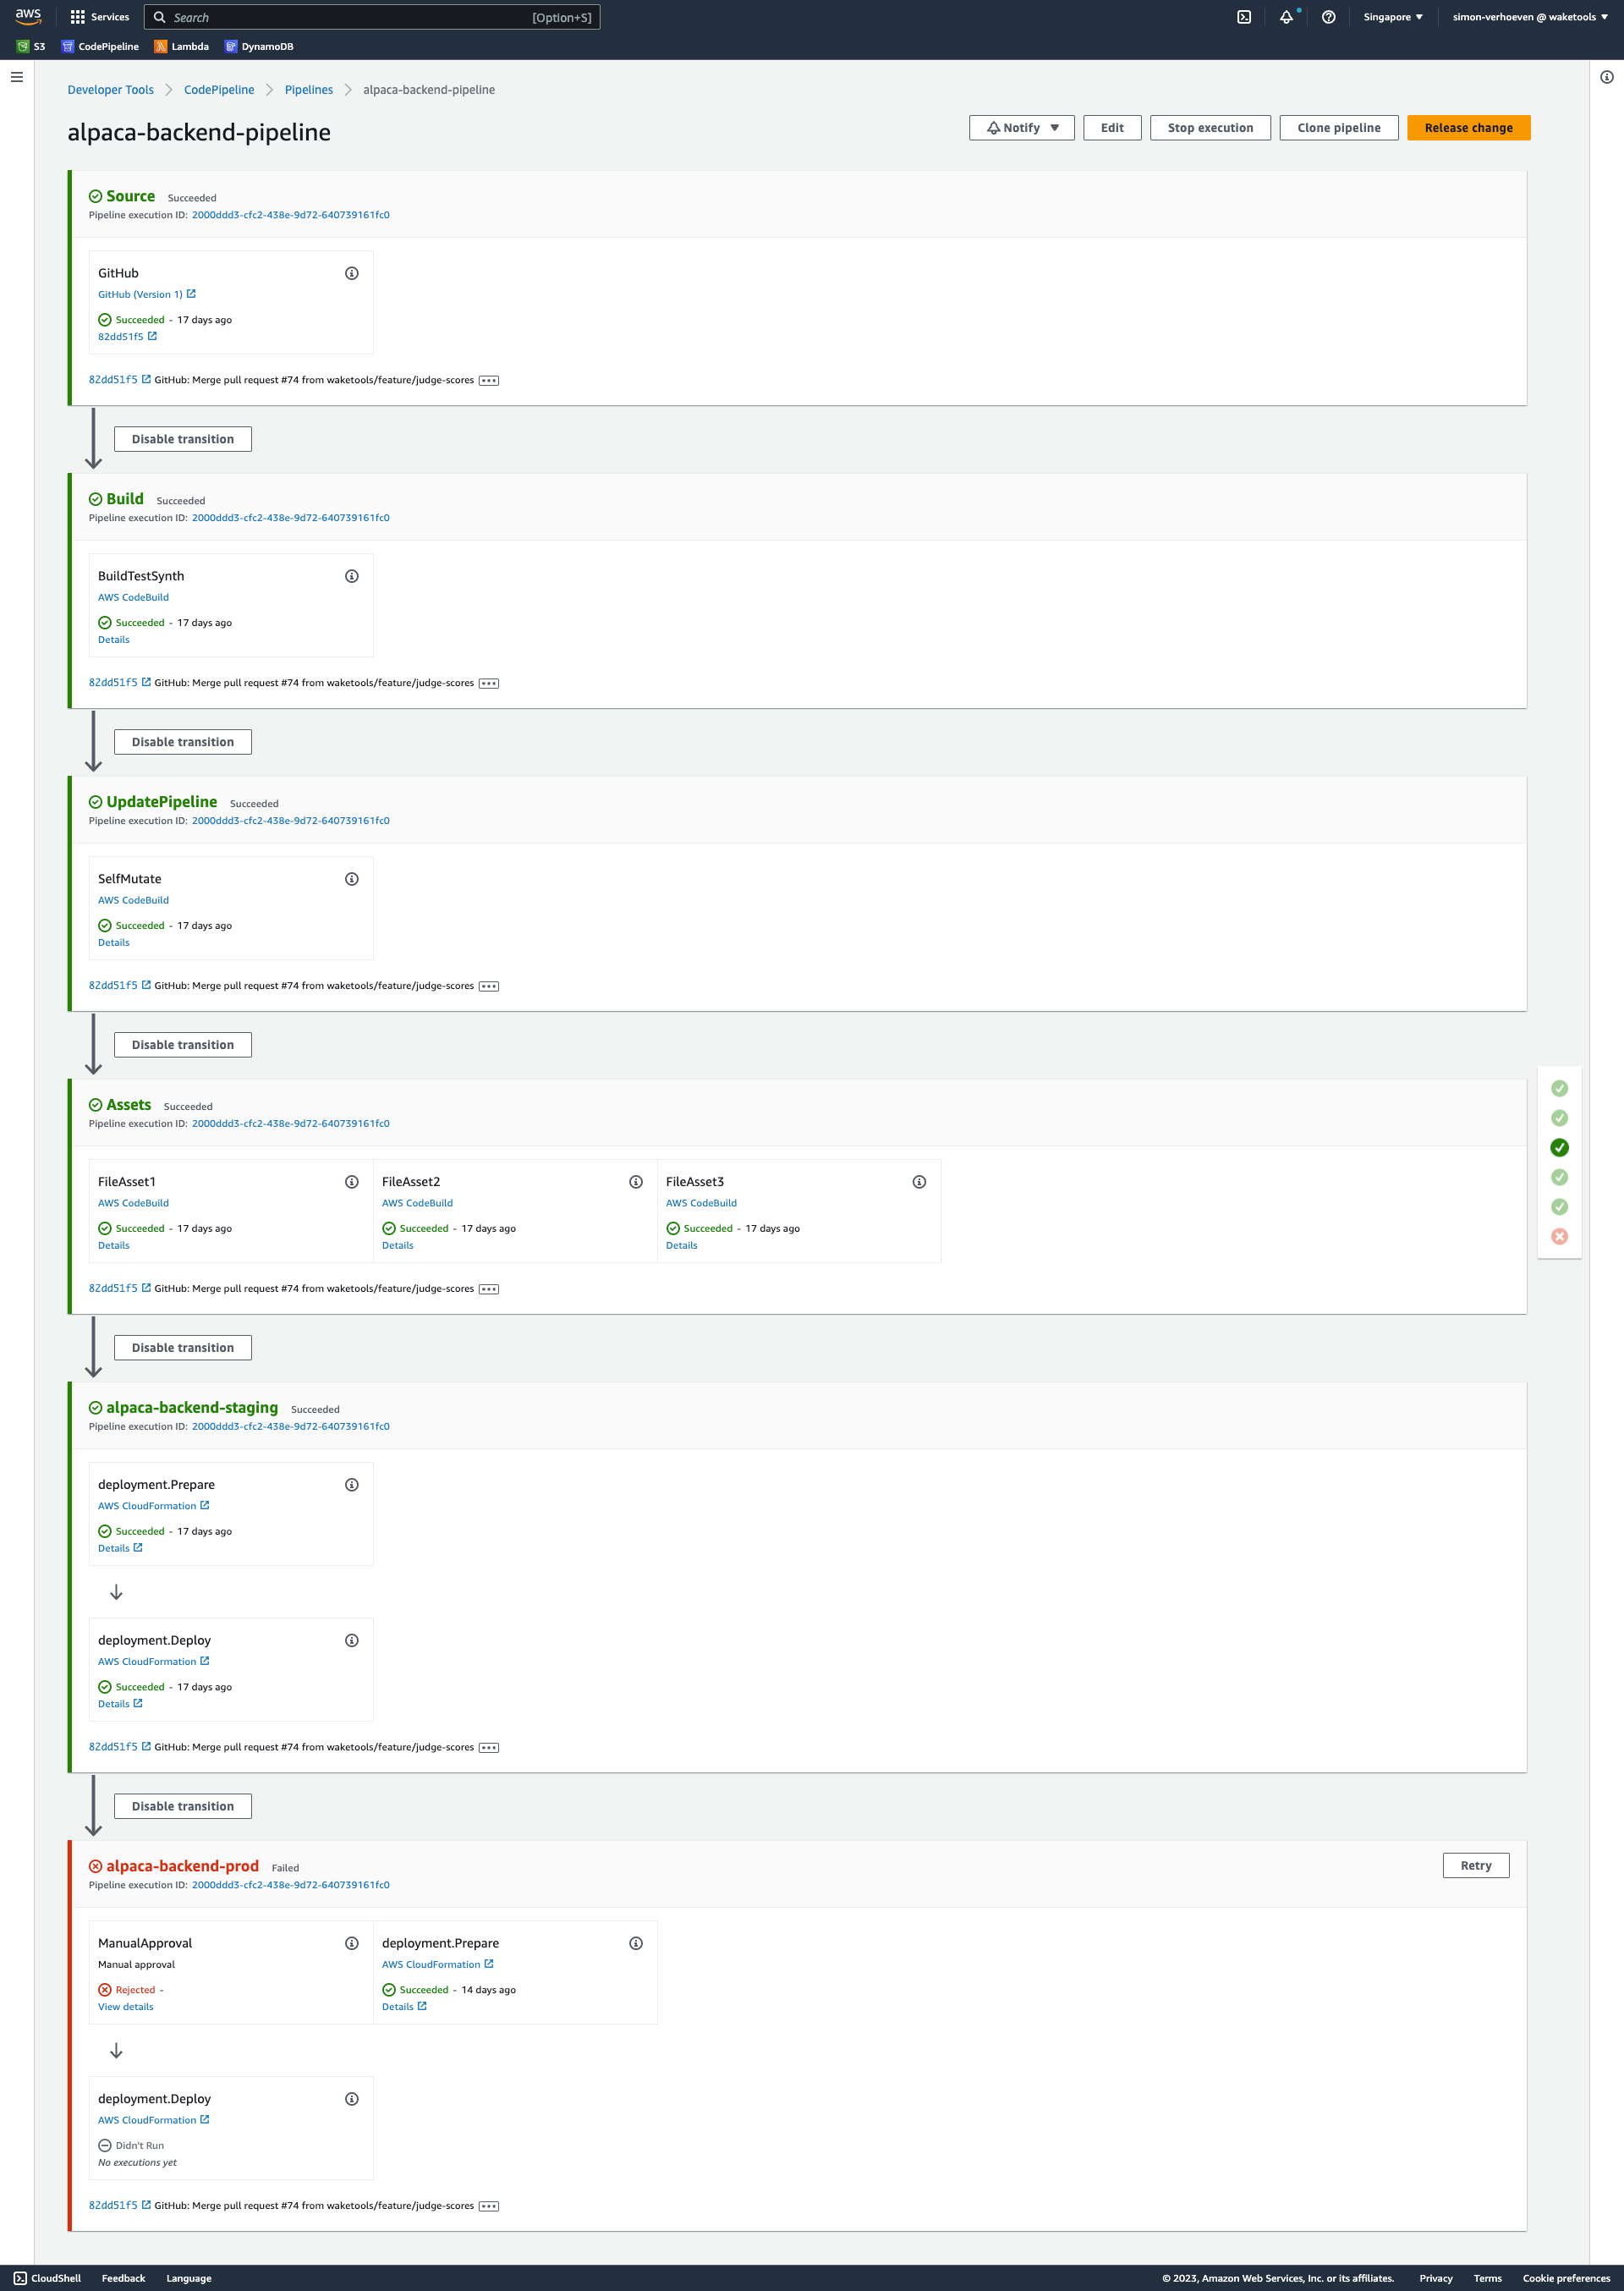 aws
Services
Search [Option+S]
Singapore ▼
simon-verhoeven @ waketools ▼
S3 CodePipeline Lambda DynamoDB
Developer Tools > CodePipeline > Pipelines > alpaca-backend-pipeline
alpaca-backend-pipeline
Notify ▼ Edit Stop execution Clone pipeline Release change
Source Succeeded
Pipeline execution ID: 2000ddd3-cfc2-438e-9d72-640739161fc0
GitHub
GitHub (Version 1)
Succeeded - 17 days ago
82dd51f5
82dd51f5 GitHub: Merge pull request #74 from waketools/feature/judge-scores
Disable transition
Build Succeeded
Pipeline execution ID: 2000ddd3-cfc2-438e-9d72-640739161fc0
BuildTestSynth
AWS CodeBuild
Succeeded - 17 days ago
Details
82dd51f5 GitHub: Merge pull request #74 from waketools/feature/judge-scores
Disable transition
UpdatePipeline Succeeded
Pipeline execution ID: 2000ddd3-cfc2-438e-9d72-640739161fc0
SelfMutate
AWS CodeBuild
Succeeded - 17 days ago
Details
82dd51f5 GitHub: Merge pull request #74 from waketools/feature/judge-scores
Disable transition
Assets Succeeded
Pipeline execution ID: 2000ddd3-cfc2-438e-9d72-640739161fc0
FileAsset1
AWS CodeBuild
Succeeded - 17 days ago
Details
FileAsset2
AWS CodeBuild
Succeeded - 17 days ago
Details
FileAsset3
AWS CodeBuild
Succeeded - 17 days ago
Details
82dd51f5 GitHub: Merge pull request #74 from waketools/feature/judge-scores
Disable transition
alpaca-backend-staging Succeeded
Pipeline execution ID: 2000ddd3-cfc2-438e-9d72-640739161fc0
deployment.Prepare
AWS CloudFormation
Succeeded - 17 days ago
Details
deployment.Deploy
AWS CloudFormation
Succeeded - 17 days ago
Details
82dd51f5 GitHub: Merge pull request #74 from waketools/feature/judge-scores
Disable transition
alpaca-backend-prod Failed
Retry
Pipeline execution ID: 2000ddd3-cfc2-438e-9d72-640739161fc0
ManualApproval
Manual approval
Rejected -
View details
deployment.Prepare
AWS CloudFormation
Succeeded - 14 days ago
Details
deployment.Deploy
AWS CloudFormation
Didn't Run
No executions yet
82dd51f5 GitHub: Merge pull request #74 from waketools/feature/judge-scores
CloudShell Feedback Language
© 2023, Amazon Web Services, Inc. or its affiliates. Privacy Terms Cookie preferences